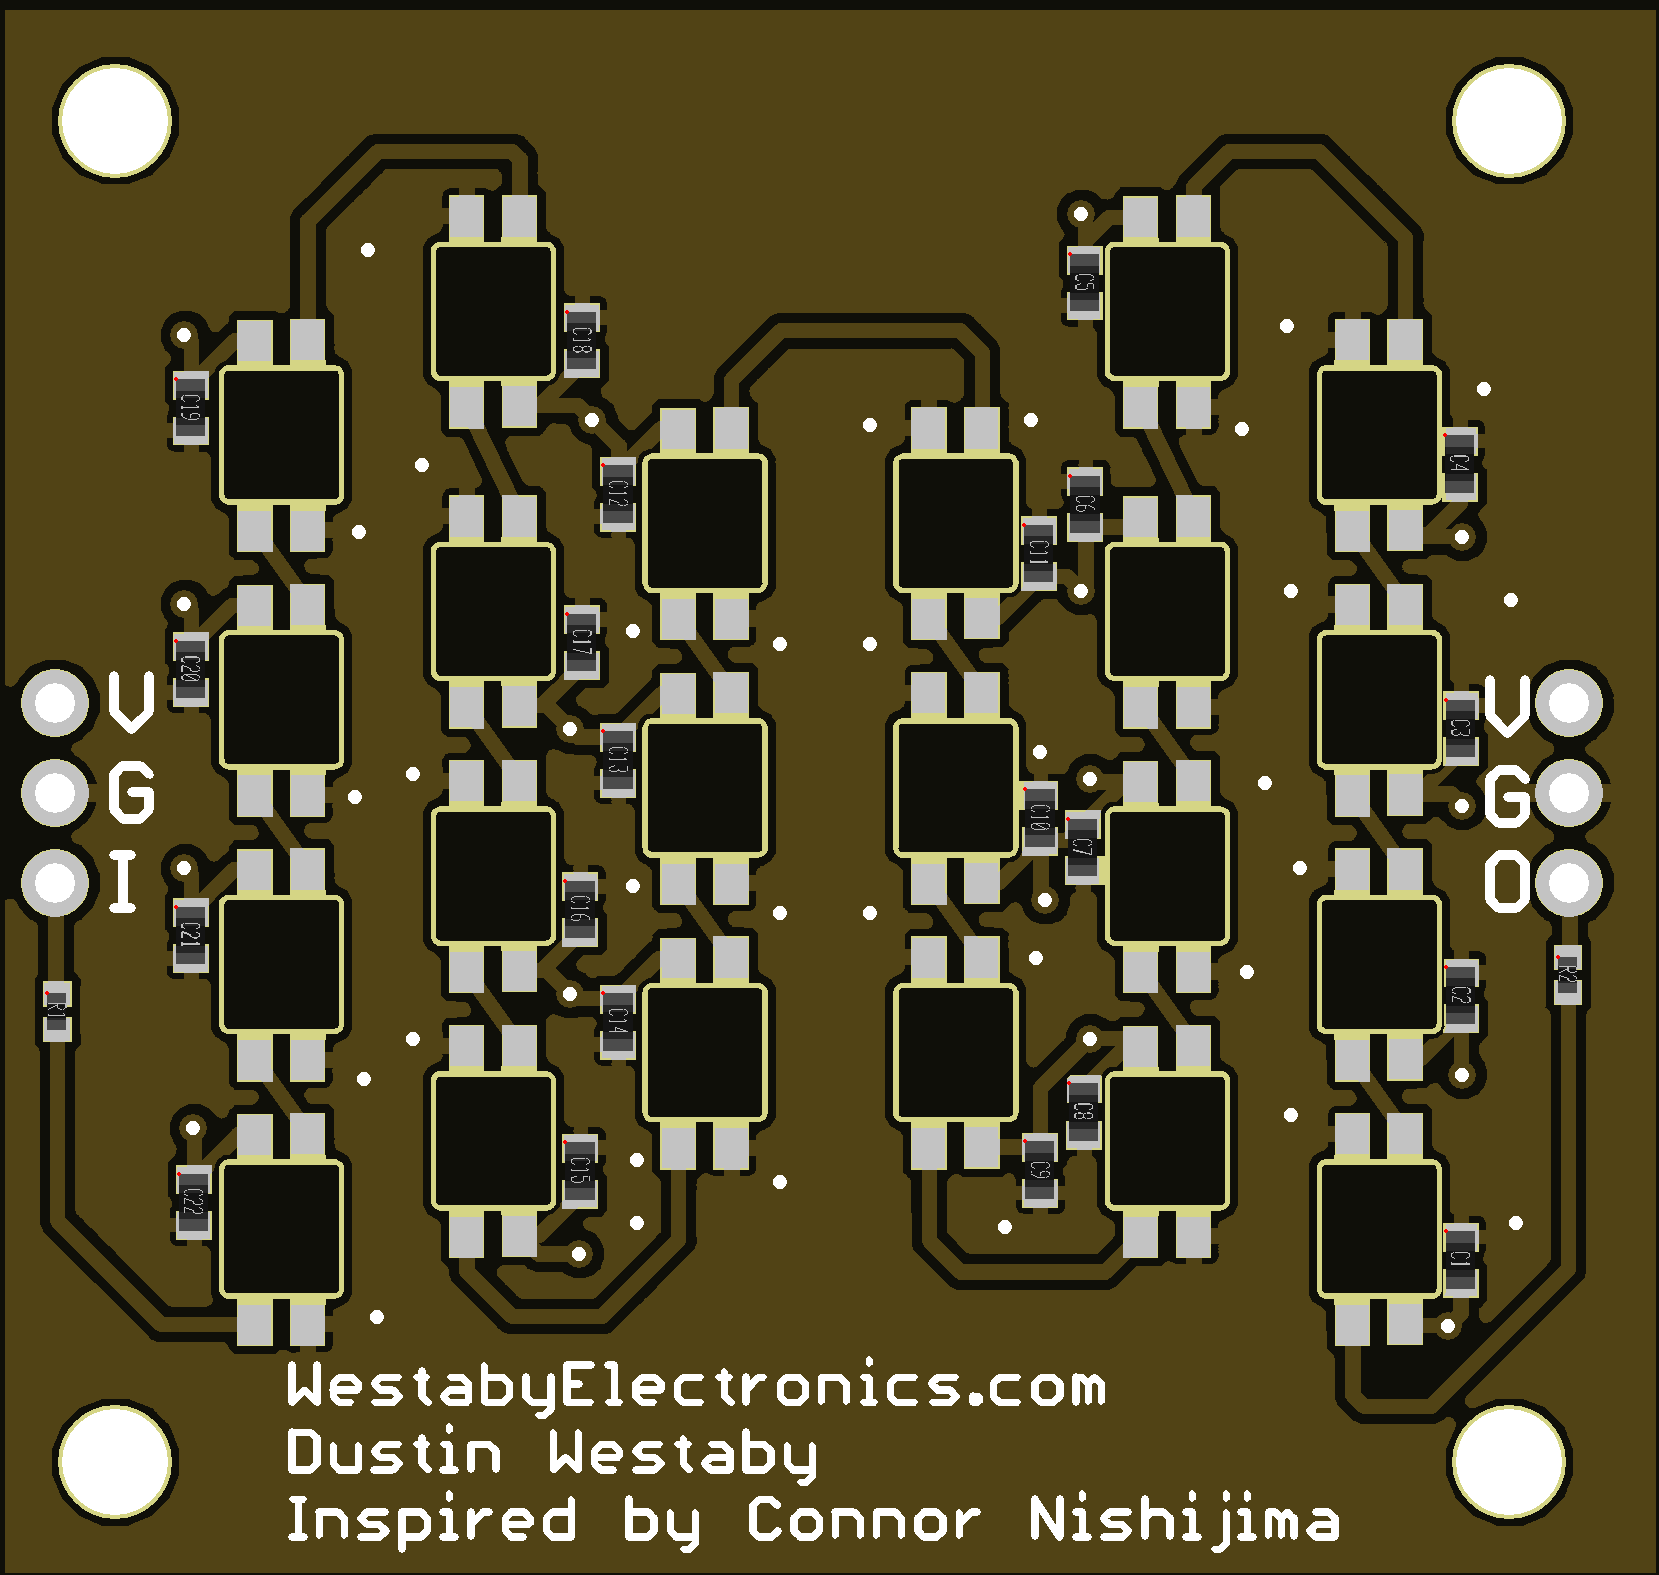 C5
C18
C19
C4
C12
C6
C11
C17
C20
V
V
C3
C13
G
G
C10
C7
I
O
C16
C21
R2
C2
R1
C14
C8
C15
C9
C22
C1
WestabyElectronics.com
Dustin Westaby
Inspired by Connor Nishijima